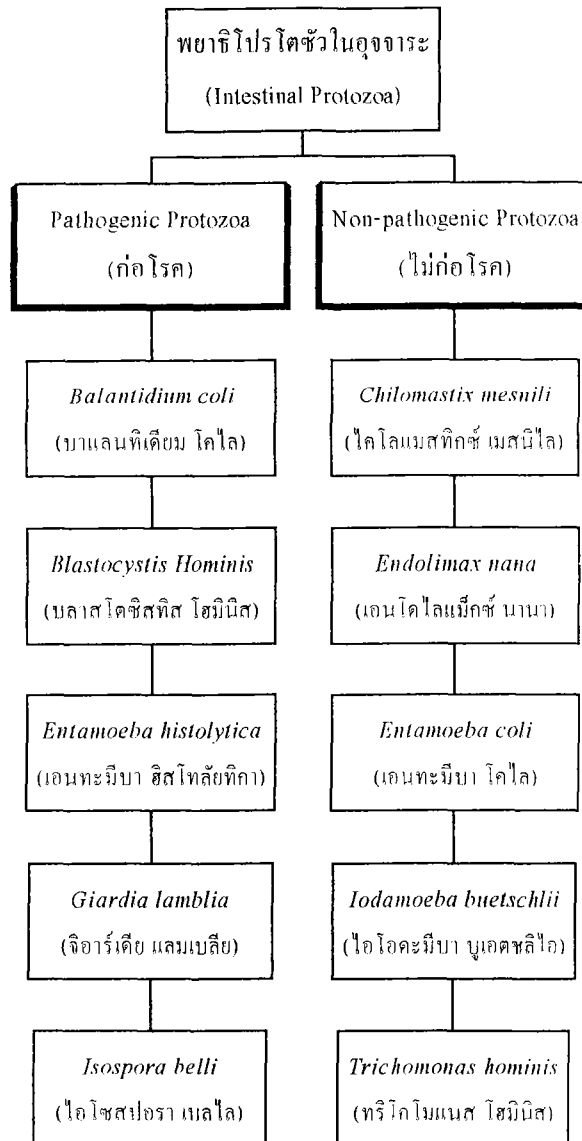 พยาธิโปรโตซัวในอุจจาระ
(Intestinal Protozoa)
Pathogenic Protozoa
(ก่อโรค)
Non-pathogenic Protozoa
(ไม่ก่อโรค)
Balantidium coli
(บาแลนทิเดียม โคไล)
Chilomastix mesnili
(ไคโลแมสทิกซ์ เมสนิไล)
Blastocystis Hominis
(บลาสโตซิสทิส โฮมินิส)
Endolimax nana
(เอนโดไลแม็กซ์ นานา)
Entamoeba histolytica
(เอนทะมีบา ฮิสโทลัยทิกา)
Entamoeba coli
(เอนทะมีบา โคไล)
Giardia lamblia
(จิอาร์เดีย แลมเบลีย)
Iodamoeba buetschlii
(ไอโอดะมีบา บูเอตชลิไอ)
Isospora belli
(ไอโซสปอรา เบลไล)
Trichomonas hominis
(ทริโกโมแนส โฮมินิส)